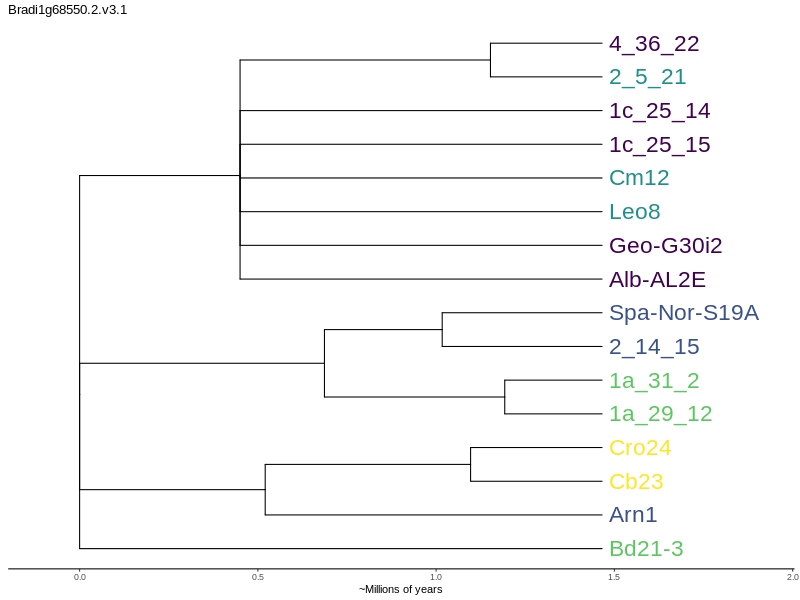 Bradi1g68550.2.v3.1
4_36_22
2_5_21
1c_25_14
1c_25_15
Cm12
Leo8
Geo-G30i2
Alb-AL2E
Spa-Nor-S19A
2_14_15
1a_31_2
1a_29_12
Cro24
Cb23
Arn1
Bd21-3
0.0 0.5 1.0 1.5 2.0
~Millions of years